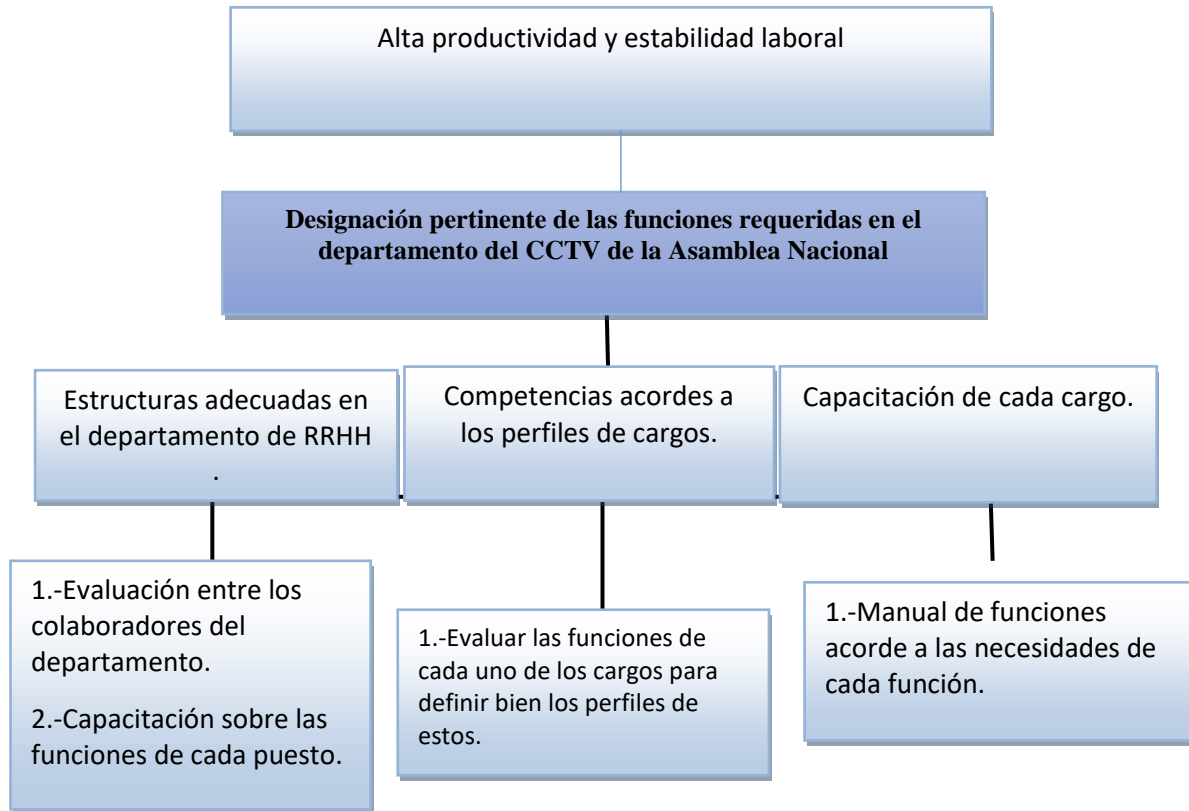 Alta productividad y estabilidad laboral
Designación pertinente de las funciones requeridas en el
departamento del CCTV de la Asamblea Nacional
Estructuras adecuadas en
el departamento de RRHH
.
Competencias acordes a
los perfiles de cargos.
Capacitación de cada cargo.
1.-Evaluación entre los
colaboradores del
departamento.
2.-Capacitación sobre las
funciones de cada puesto.
1.-Evaluar las funciones de
cada uno de los cargos para
definir bien los perfiles de
estos.
1.-Manual de funciones
acorde a las necesidades de
cada función.